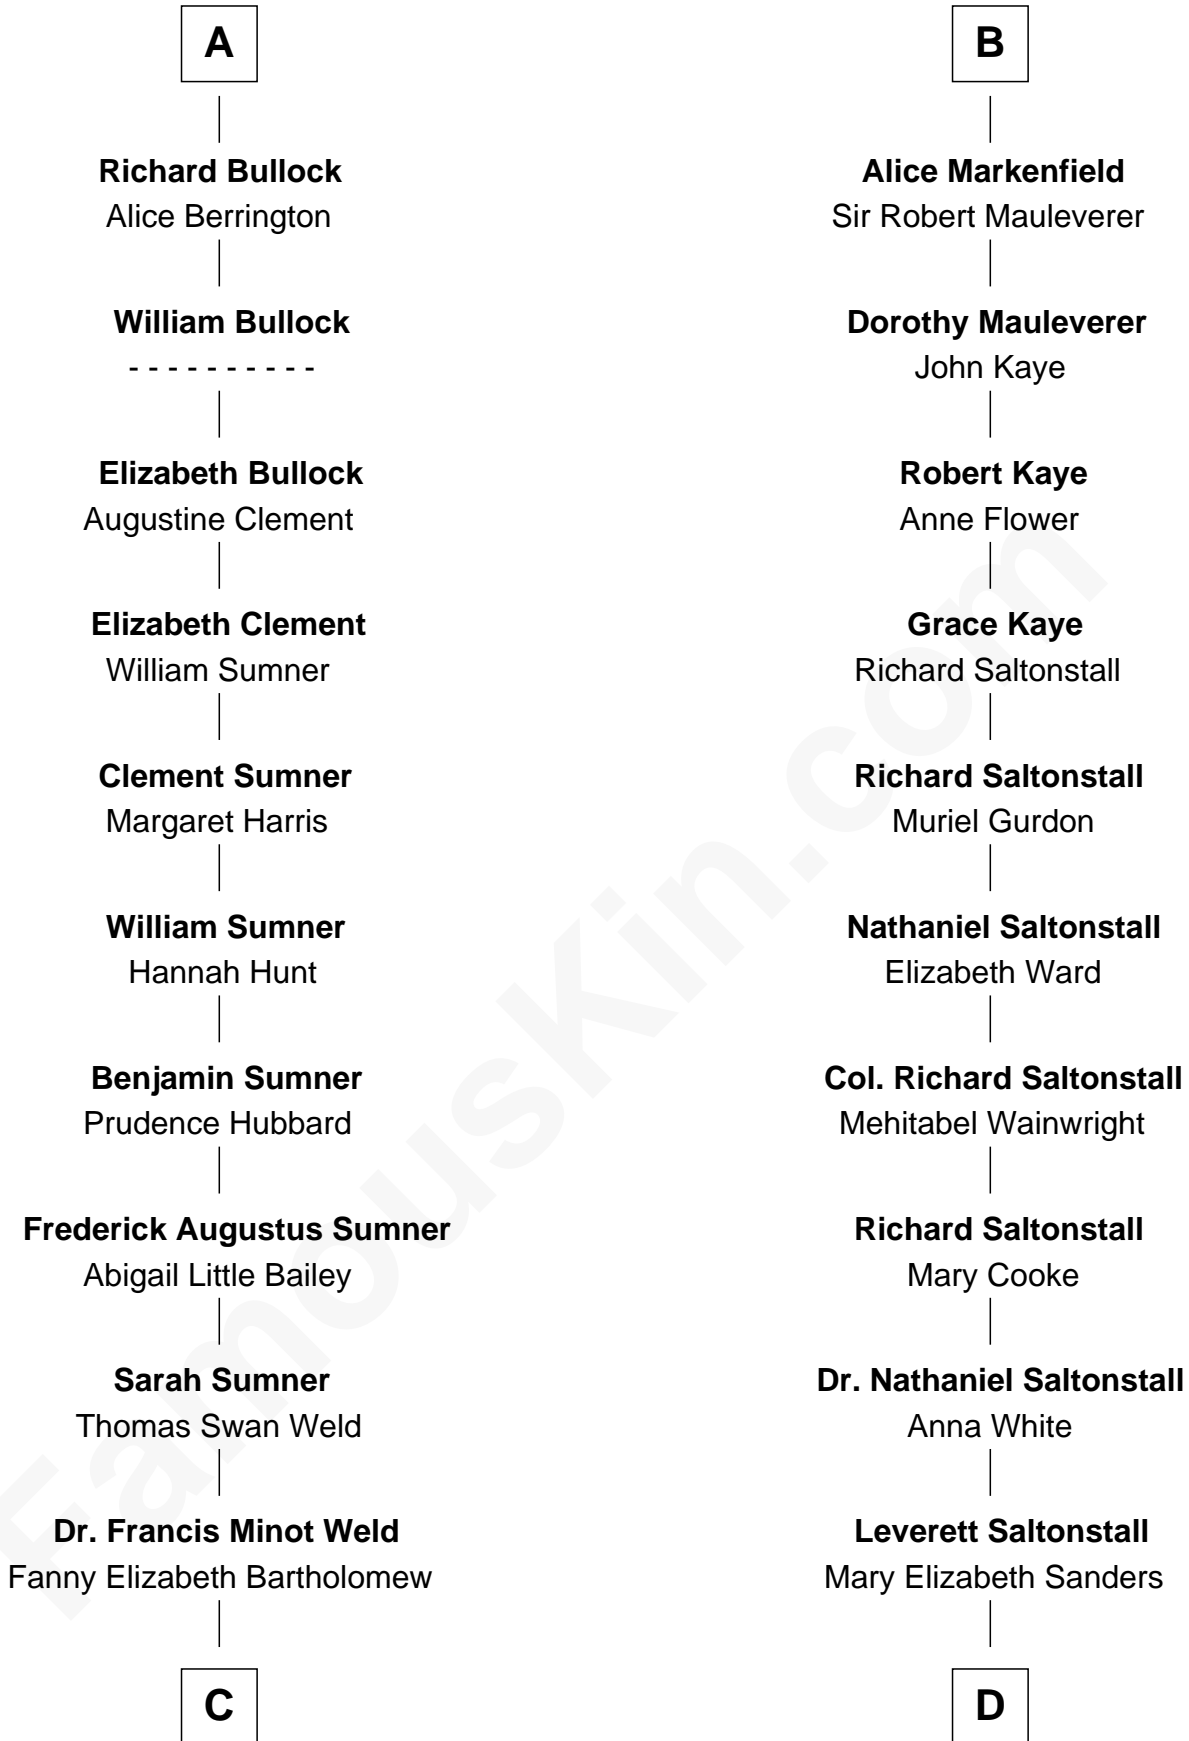 A
Richard Bullock
Alice Berrington
William Bullock
- - - - - - - - - -
Elizabeth Bullock
Augustine Clement
Elizabeth Clement
William Sumner
Clement Sumner
Margaret Harris
William Sumner
Hannah Hunt
Benjamin Sumner
Prudence Hubbard
Frederick Augustus Sumner
Abigail Little Bailey
Sarah Sumner
Thomas Swan Weld
Dr. Francis Minot Weld
Fanny Elizabeth Bartholomew
C
B
Alice Markenfield
Sir Robert Mauleverer
Dorothy Mauleverer
John Kaye
Robert Kaye
Anne Flower
Grace Kaye
Richard Saltonstall
Richard Saltonstall
Muriel Gurdon
Nathaniel Saltonstall
Elizabeth Ward
Col. Richard Saltonstall
Mehitabel Wainwright
Richard Saltonstall
Mary Cooke
Dr. Nathaniel Saltonstall
Anna White
Leverett Saltonstall
Mary Elizabeth Sanders
D
FamousKin.com